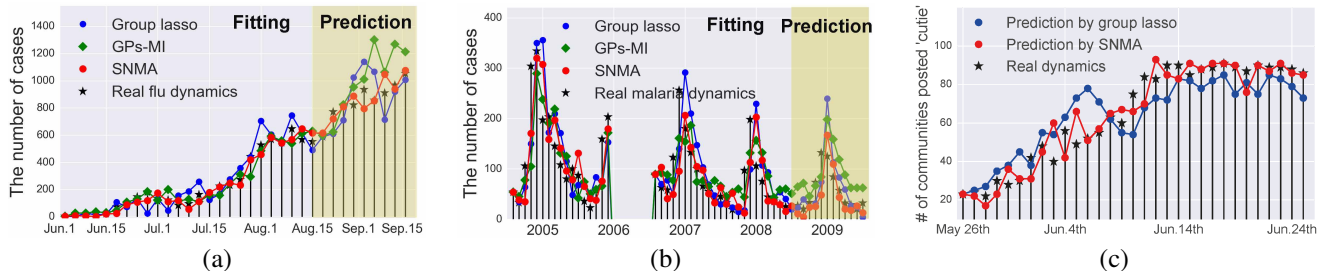 The number of cases
1400
1200
1000
800
600
400
200
0
Group lasso
GPs-MI
SNMA
Real flu dynamics
Fitting
Prediction
Jun.1
Jun.15
Jul.1
Jul.15
Aug.1
Aug.15
Sep.1
Sep.15
(a)
The number of cases
400
300
200
100
0
Group lasso
GPs-MI
SNMA
Real malaria dynamics
Fitting
Prediction
2005
2006
2007
2008
2009
(b)
# of communities posted 'cutie'
100
80
60
40
20
Prediction by group lasso
Prediction by SNMA
Real dynamics
May 26th
Jun.4th
Jun.14th
Jun.24th
(c)